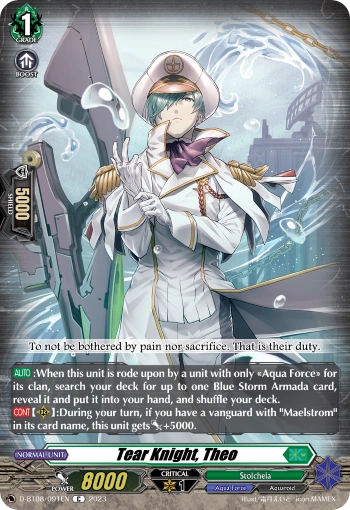 1
GRADE
BOOST
5000
SHIELD
To not be bothered by pain nor sacrifice. That is their duty.
AUTO :When this unit is rode upon by a unit with only «Aqua Force» for
its clan, search your deck for up to one Blue Storm Armada card,
reveal it and put it into your hand, and shuffle your deck.
CONT [ 12 ]:During your turn, if you have a vanguard with "Maelstrom"
in its card name, this unit gets +5000.
NORMAL UNIT
Tear Knight, Theo
POWER 8000 CRITICAL 1
Stoicheia
Aqua Force Aquaroid
D-BT08-091EN C 2023